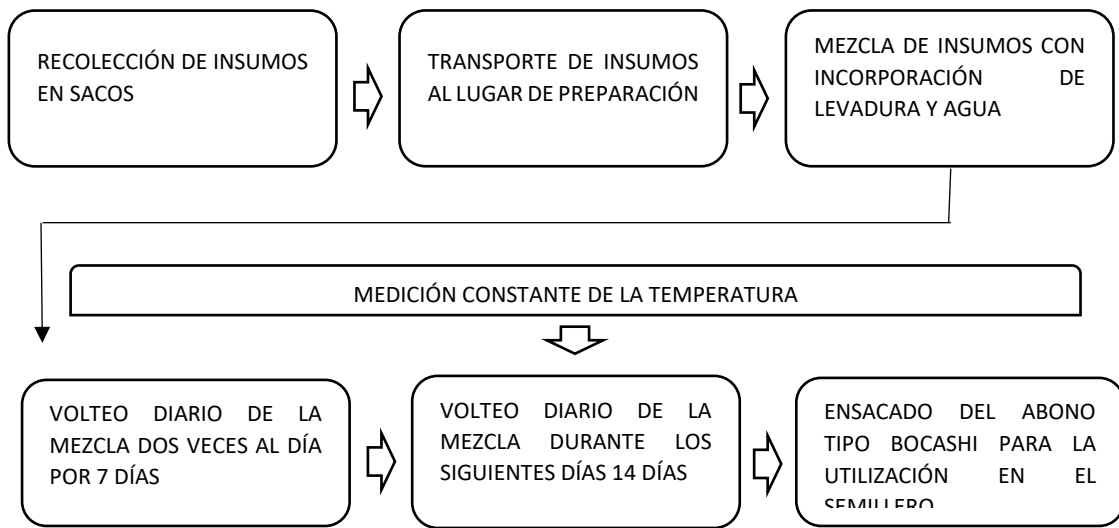 RECOLECCIÓN DE INSUMOS
EN SACOS
TRANSPORTE DE INSUMOS
AL LUGAR DE PREPARACIÓN
MEZCLA DE INSUMOS CON
INCORPORACIÓN DE
LEVADURA Y AGUA
MEDICIÓN CONSTANTE DE LA TEMPERATURA
VOLTEO DIARIO DE LA
MEZCLA DOS VECES AL DÍA
POR 7 DÍAS
VOLTEO DIARIO DE LA
MEZCLA DURANTE LOS
SIGUIENTES DÍAS 14 DÍAS
ENSACADO DEL ABONO
TIPO BOCASHI PARA LA
UTILIZACIÓN EN EL
SEMILLERO